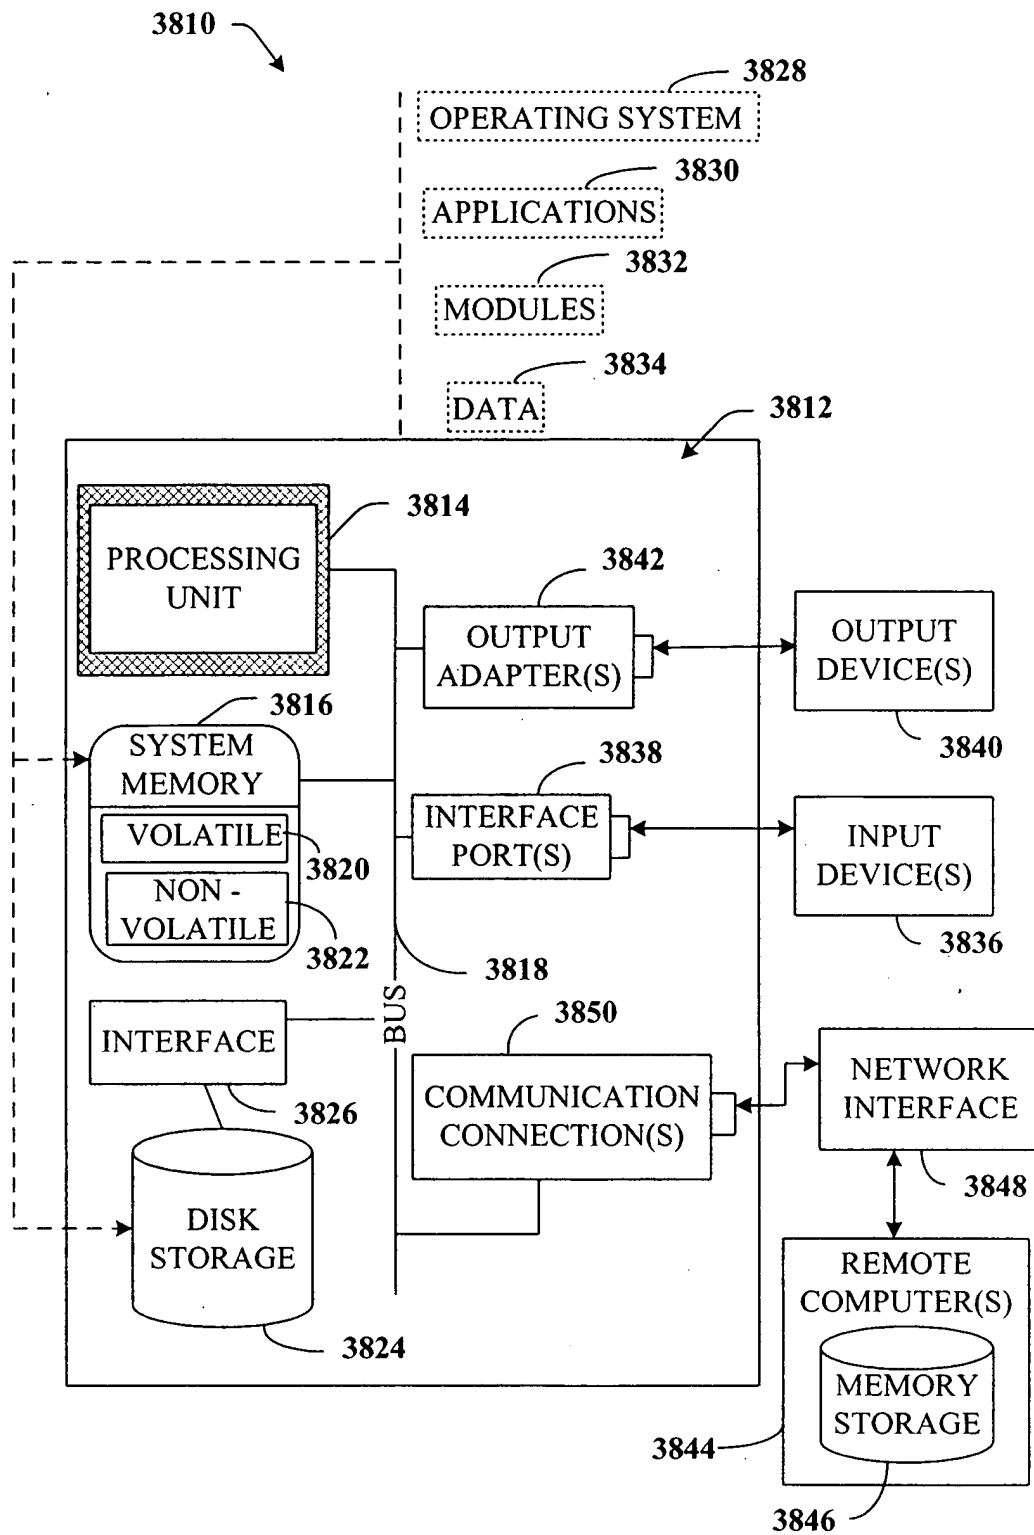 3810
3828
OPERATING SYSTEM
3830
APPLICATIONS
3832
MODULES
3834
DATA
3812
3814
PROCESSING
UNIT
3842
OUTPUT
ADAPTER(S)
OUTPUT
DEVICE(S)
3840
3816
SYSTEM
MEMORY
VOLATILE
3820
NON -
VOLATILE
3822
3838
INTERFACE
PORT(S)
INPUT
DEVICE(S)
3836
3818
BUS
INTERFACE
3826
3850
COMMUNICATION
CONNECTION(S)
NETWORK
INTERFACE
3848
DISK
STORAGE
3824
REMOTE
COMPUTER(S)
MEMORY
STORAGE
3844
3846